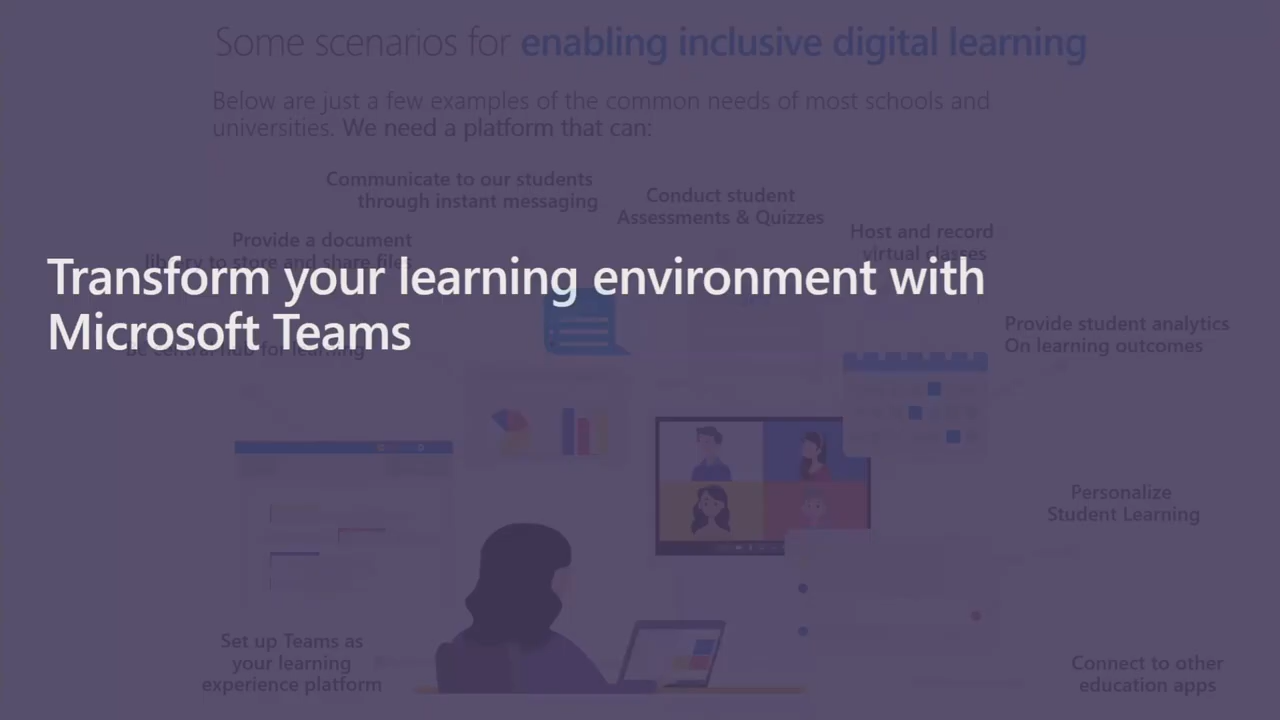 Some scenarios for enabling inclusive digital learning
Below are just a few examples of the common needs of most schools and
universities. We need a platform that can:
Communicate to our students
through instant messaging
Conduct student
Assessments & Quizzes
Host and record
virtual classes
Provide a document
library to store and share files
Transform your learning environment with
Microsoft Teams
Be central hub for learning
Provide student analytics
On learning outcomes
Personalize
Student Learning
Set up Teams as
your learning
experience platform
Connect to other
education apps